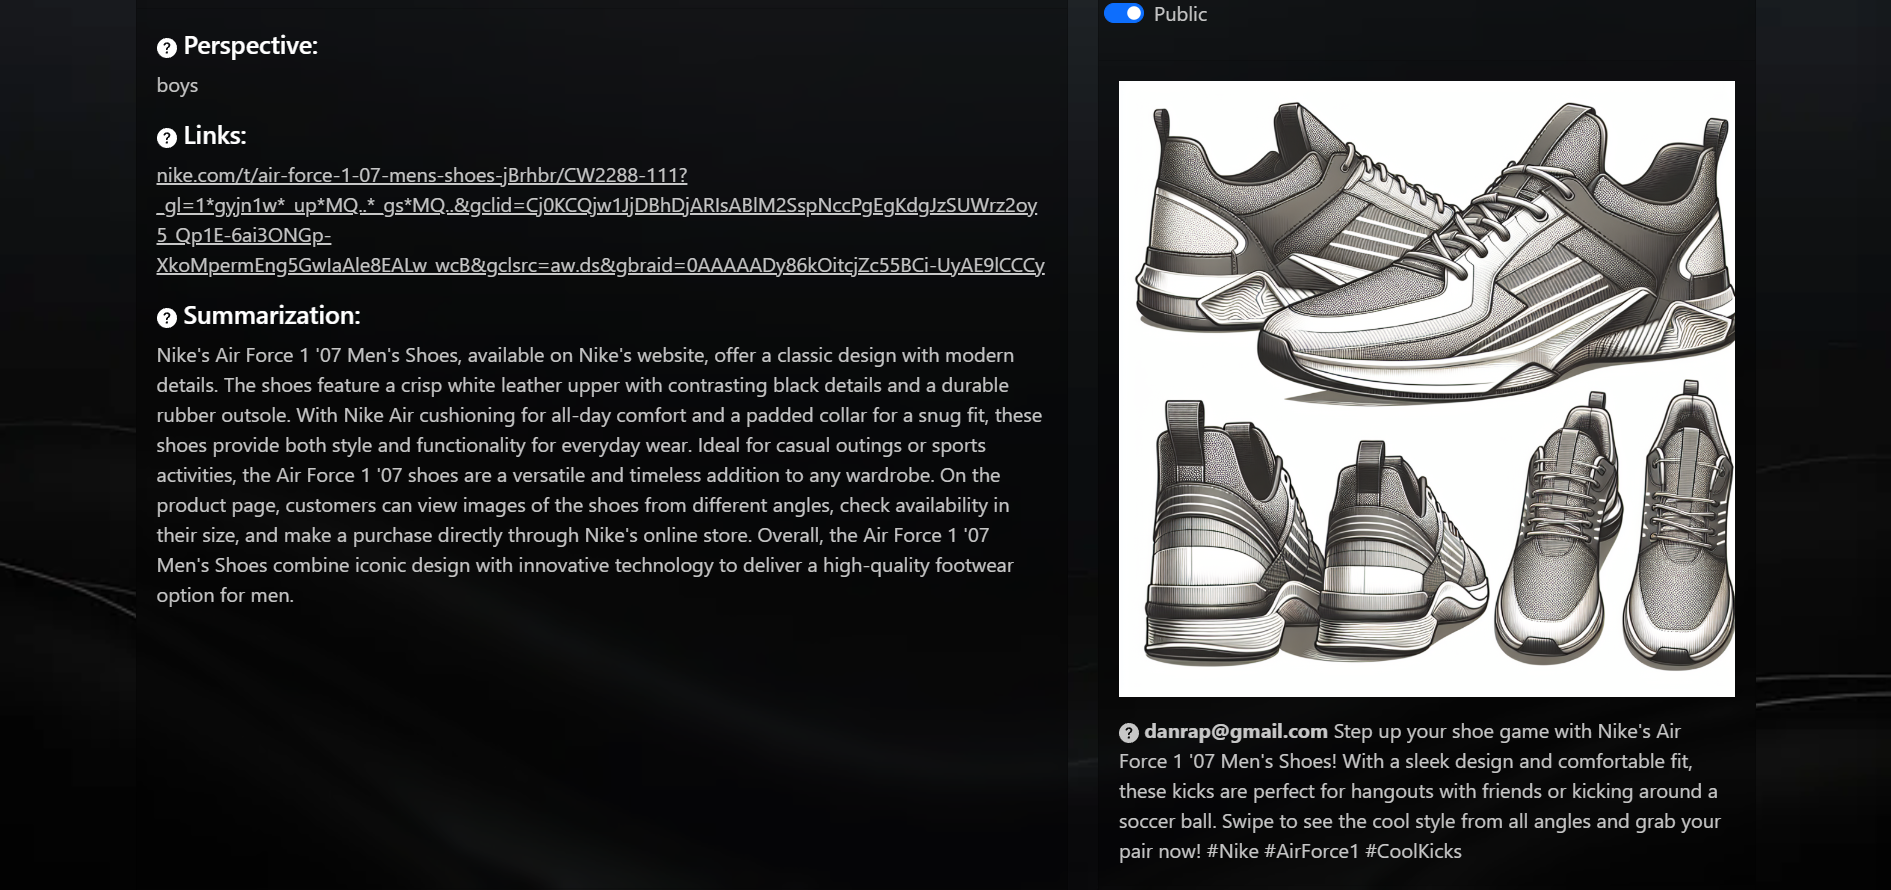 Perspective:
boys
Links:
nike.com/t/air-force-1-07-mens-shoes-jBrhbr/CW2288-111?
_gl=1*gyjn1w*_up*MQ..*_gs*MQ..&gclid=Cj0KCQjw1JjDBhDjARIsABlM2SspNccPgEgKdgJzSUWrz2oy
5_Qp1E-6ai3ONGp-
XkoMpermEng5GwIaAle8EALw_wcB&gclsrc=aw.ds&gbraid=0AAAAADy86kOitcjZc55BCi-UyAE9lCCCy
Summarization:
Nike's Air Force 1 '07 Men's Shoes, available on Nike's website, offer a classic design with modern
details. The shoes feature a crisp white leather upper with contrasting black details and a durable
rubber outsole. With Nike Air cushioning for all-day comfort and a padded collar for a snug fit, these
shoes provide both style and functionality for everyday wear. Ideal for casual outings or sports
activities, the Air Force 1 '07 shoes are a versatile and timeless addition to any wardrobe. On the
product page, customers can view images of the shoes from different angles, check availability in
their size, and make a purchase directly through Nike's online store. Overall, the Air Force 1 '07
Men's Shoes combine iconic design with innovative technology to deliver a high-quality footwear
option for men.
Public
danrap@gmail.com Step up your shoe game with Nike's Air
Force 1 '07 Men's Shoes! With a sleek design and comfortable fit,
these kicks are perfect for hangouts with friends or kicking around a
soccer ball. Swipe to see the cool style from all angles and grab your
pair now! #Nike #AirForce1 #CoolKicks